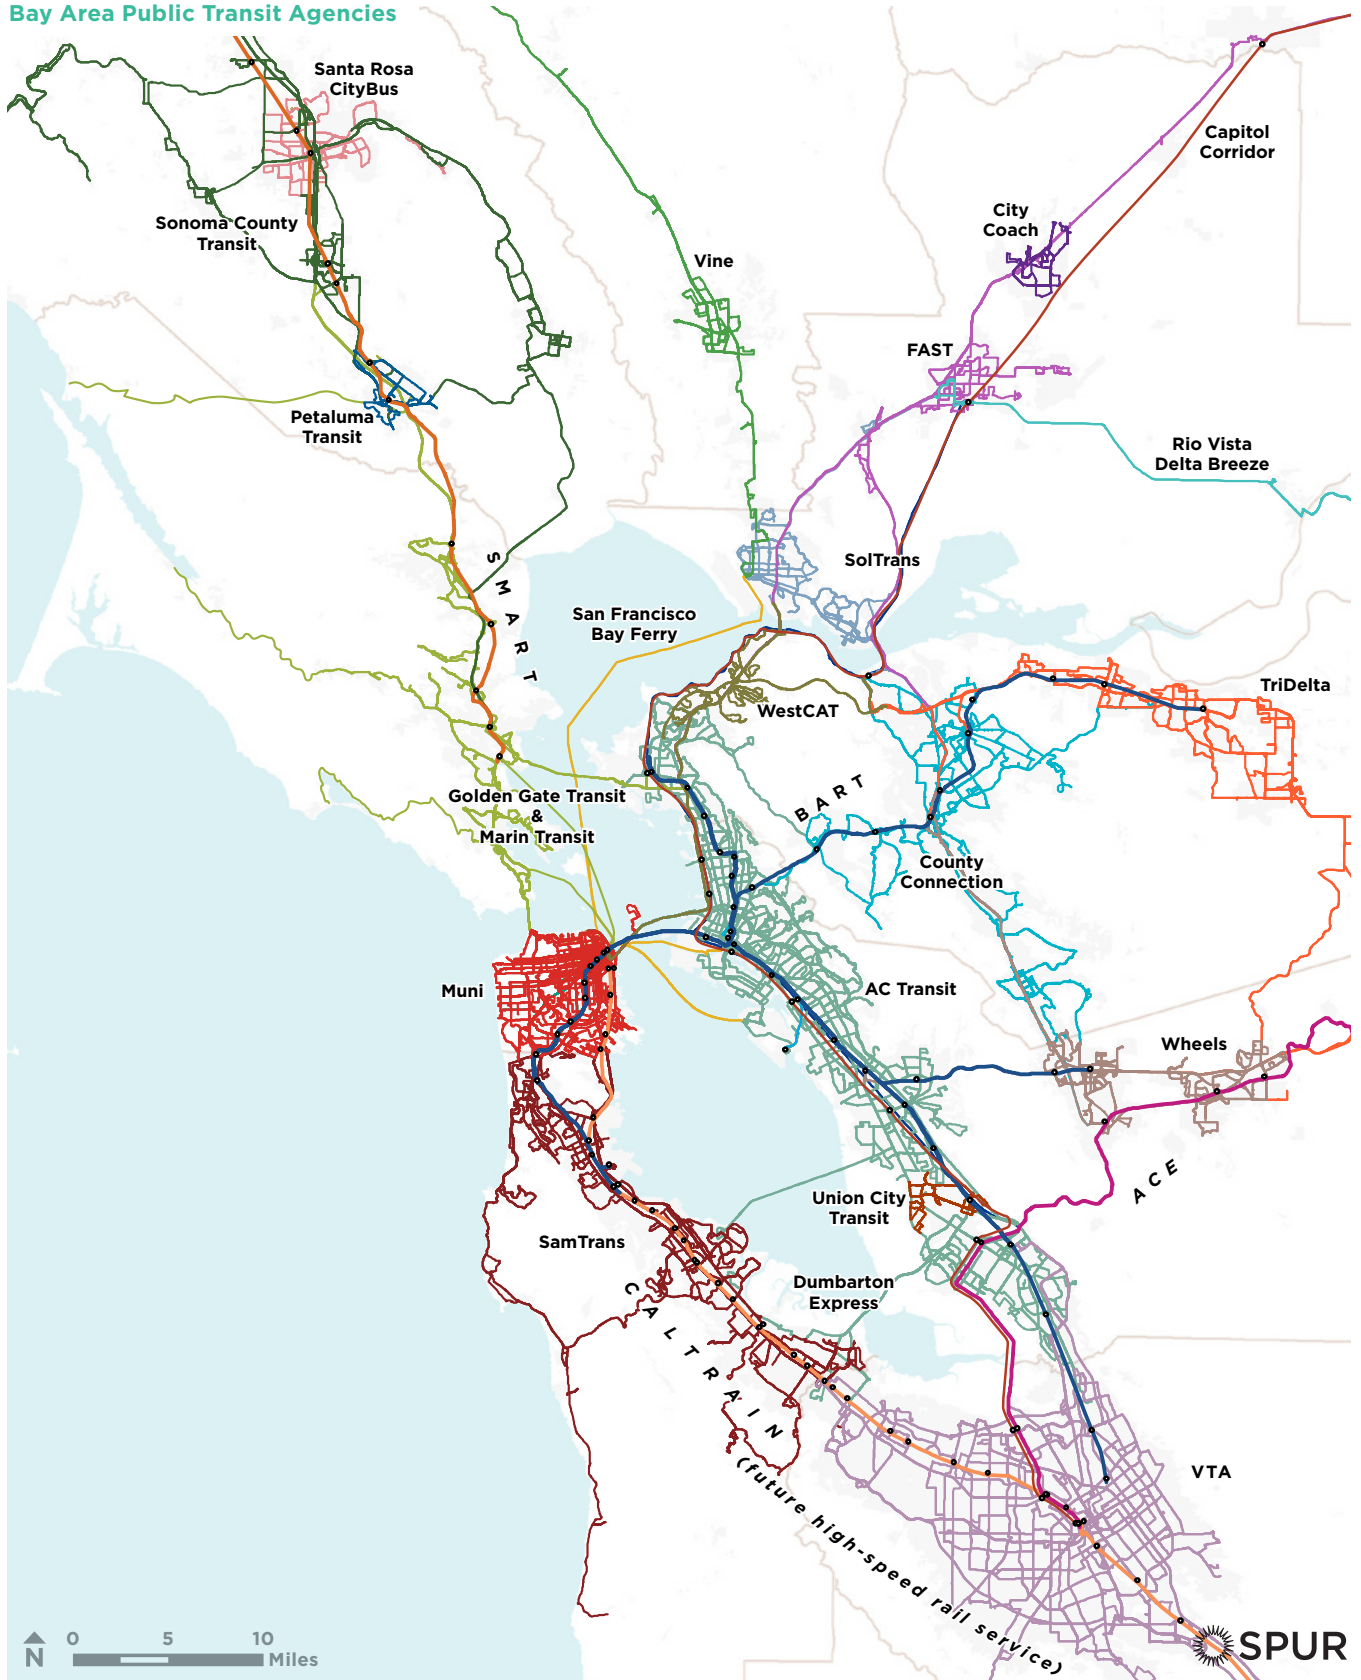 Bay Area Public Transit Agencies
Santa Rosa
CityBus
Capitol
Corridor
Sonoma County
Transit
City
Coach
Vine
FAST
Petaluma
Transit
Rio Vista
Delta Breeze
SMART
SolTrans
San Francisco
Bay Ferry
TriDelta
WestCAT
Golden Gate Transit
&
Marin Transit
BART
County
Connection
Muni
AC Transit
Wheels
ACE
Union City
Transit
SamTrans
Dumbarton
Express
CALTRAIN
(future high-speed rail service)
VTA
N
0 5 10
Miles
SPUR